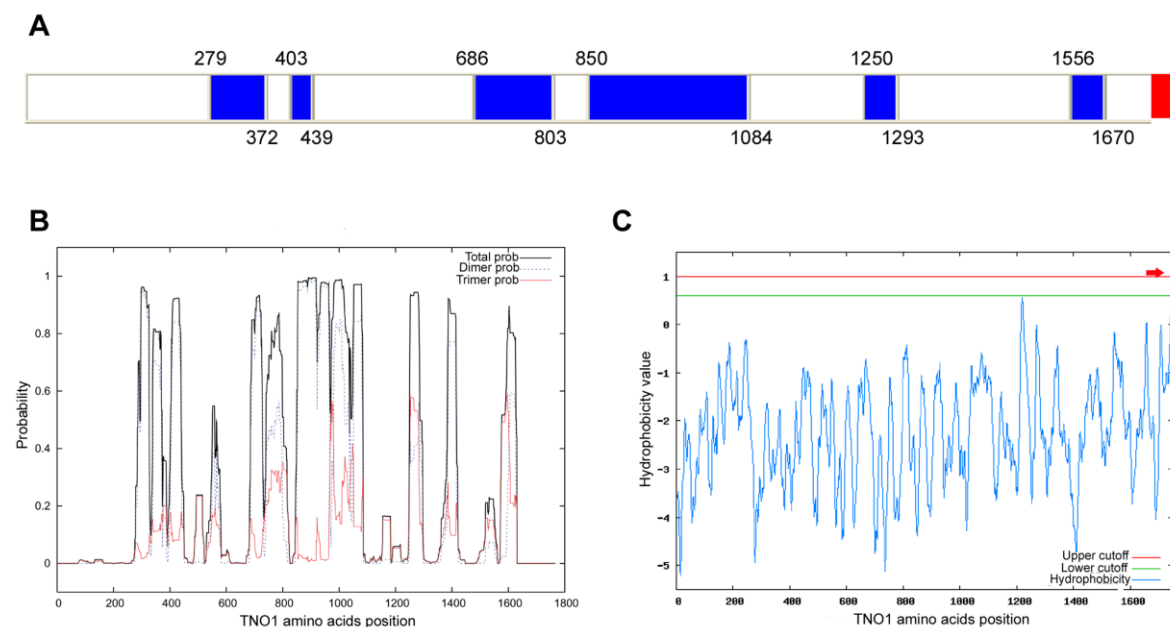 A
279 403 686 850 1250 1556
372 439 803 1084 1293 1670
B
Total prob
Dimer prob
Trimer prob
1
0.8
0.6
0.4
0.2
0
Probability
0 200 400 600 800 1000 1200 1400 1600 1800
TNO1 amino acids position
C
1
0
-1
-2
-3
-4
-5
Hydrophobicity value
Upper cutoff
Lower cutoff
Hydrophobicity
0 200 400 600 800 1000 1200 1400 1600
TNO1 amino acids position